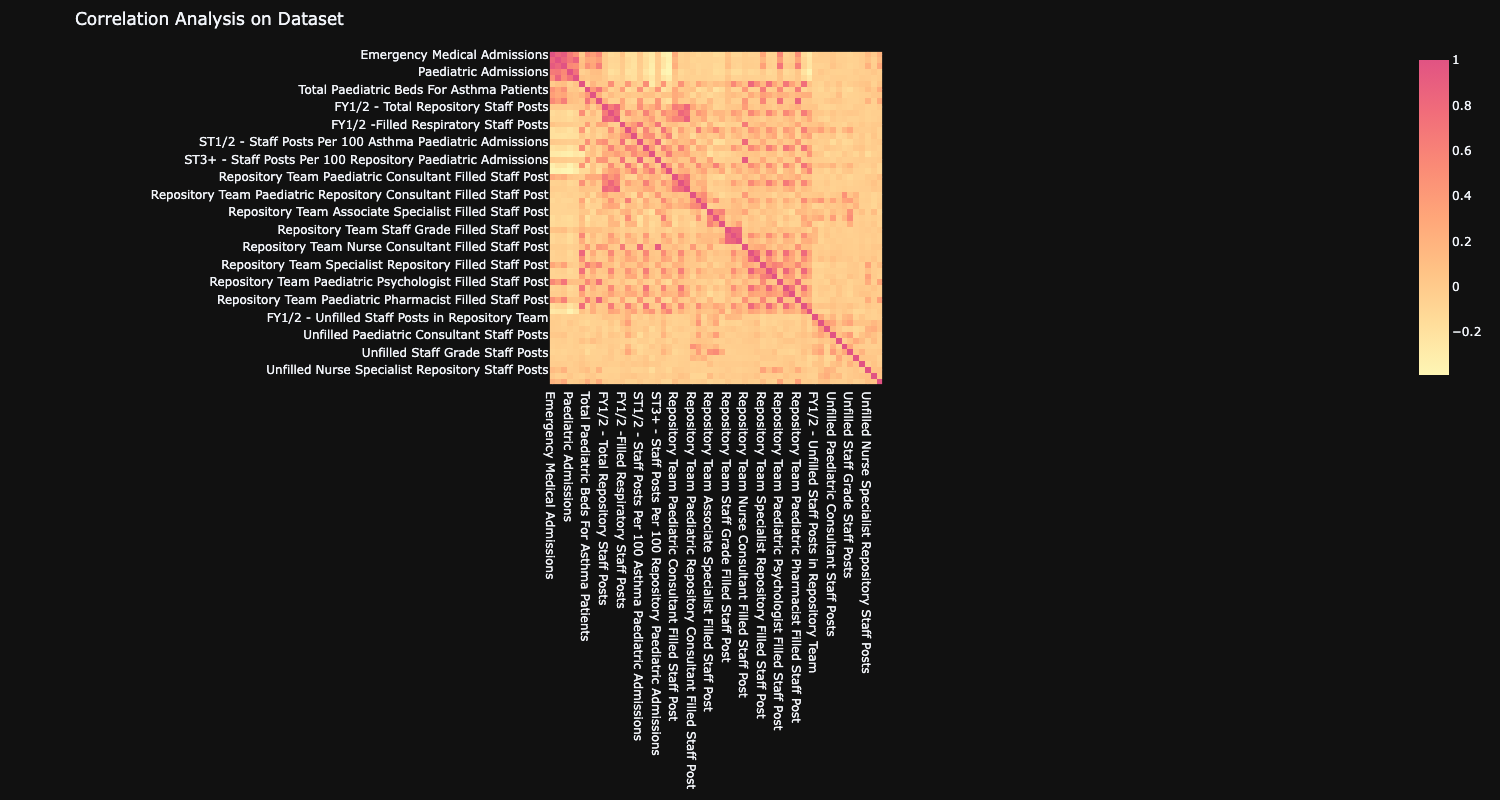 Correlation Analysis on Dataset
Emergency Medical Admissions
Paediatric Admissions
Total Paediatric Beds For Asthma Patients
FY1/2 - Total Repository Staff Posts
FY1/2 -Filled Respiratory Staff Posts
ST1/2 - Staff Posts Per 100 Asthma Paediatric Admissions
ST3+ - Staff Posts Per 100 Repository Paediatric Admissions
Repository Team Paediatric Consultant Filled Staff Post
Repository Team Paediatric Repository Consultant Filled Staff Post
Repository Team Associate Specialist Filled Staff Post
Repository Team Staff Grade Filled Staff Post
Repository Team Nurse Consultant Filled Staff Post
Repository Team Specialist Repository Filled Staff Post
Repository Team Paediatric Psychologist Filled Staff Post
Repository Team Paediatric Pharmacist Filled Staff Post
FY1/2 - Unfilled Staff Posts in Repository Team
Unfilled Paediatric Consultant Staff Posts
Unfilled Staff Grade Staff Posts
Unfilled Nurse Specialist Repository Staff Posts
Emergency Medical Admissions
Paediatric Admissions
Total Paediatric Beds For Asthma Patients
FY1/2 - Total Repository Staff Posts
FY1/2 -Filled Respiratory Staff Posts
ST1/2 - Staff Posts Per 100 Asthma Paediatric Admissions
ST3+ - Staff Posts Per 100 Repository Paediatric Admissions
Repository Team Paediatric Consultant Filled Staff Post
Repository Team Paediatric Repository Consultant Filled Staff Post
Repository Team Associate Specialist Filled Staff Post
Repository Team Staff Grade Filled Staff Post
Repository Team Nurse Consultant Filled Staff Post
Repository Team Specialist Repository Filled Staff Post
Repository Team Paediatric Psychologist Filled Staff Post
Repository Team Paediatric Pharmacist Filled Staff Post
FY1/2 - Unfilled Staff Posts in Repository Team
Unfilled Paediatric Consultant Staff Posts
Unfilled Staff Grade Staff Posts
Unfilled Nurse Specialist Repository Staff Posts
1
0.8
0.6
0.4
0.2
0
−0.2